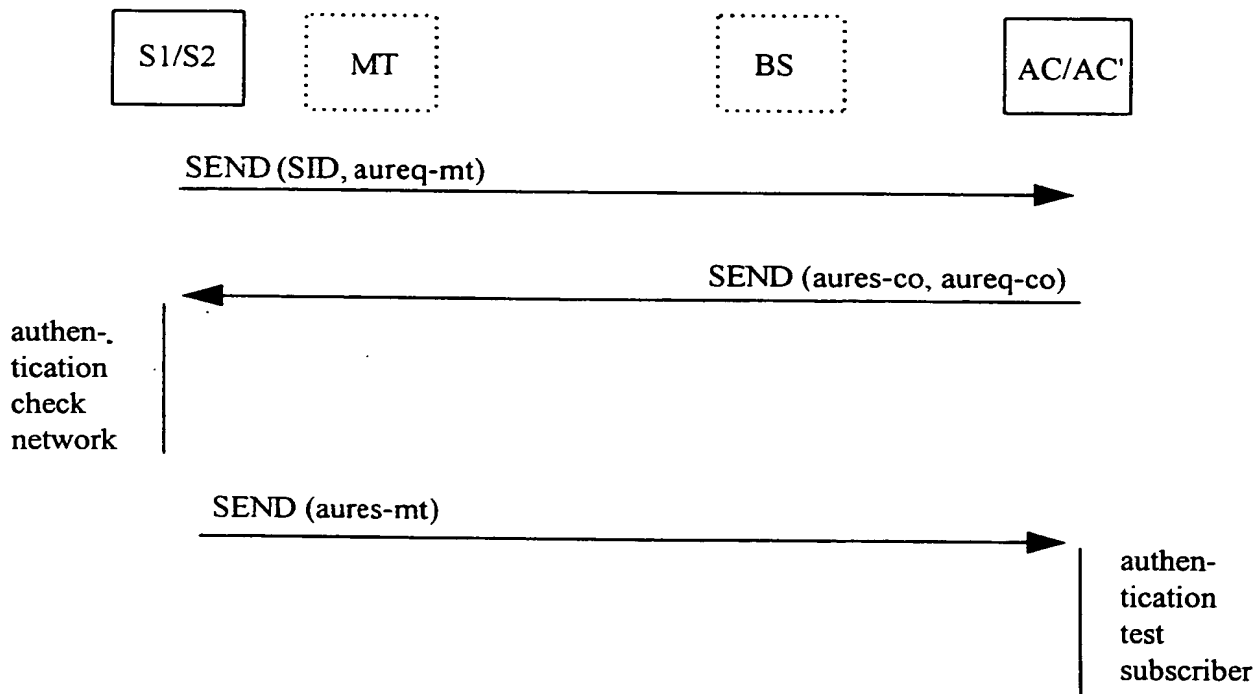 S1/S2
MT
BS
AC/AC'
SEND (SID, aureq-mt)
SEND (aures-co, aureq-co)
authen-
tication
check
network
SEND (aures-mt)
authen-
tication
test
subscriber